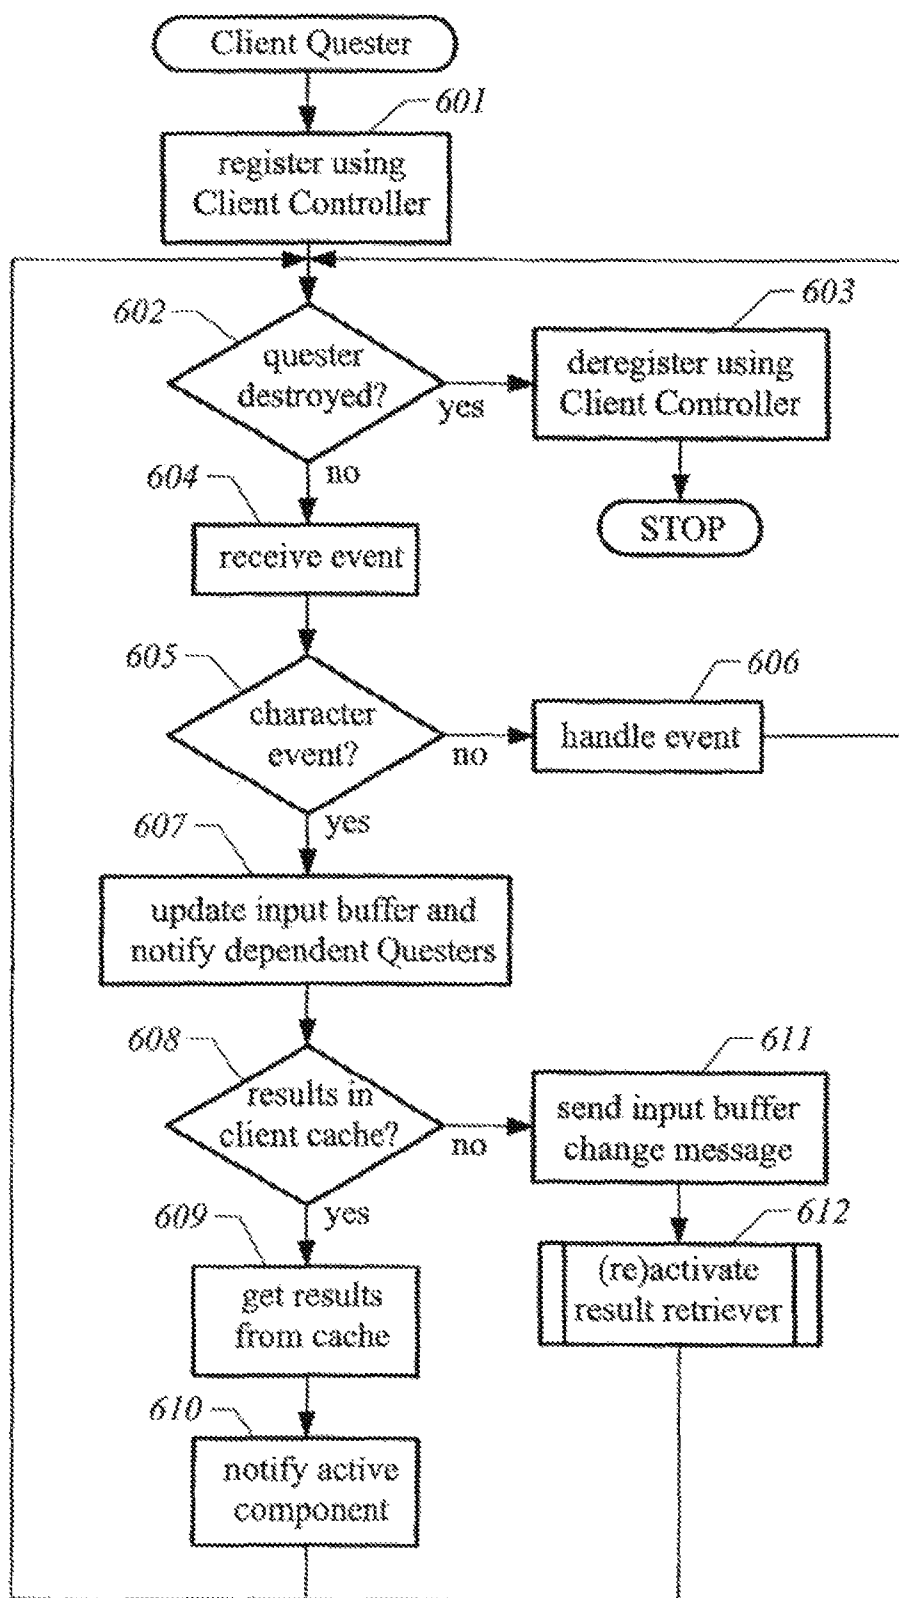 Client Quester
601
register using
Client Controller
602
quester
destroyed?
yes
no
603
deregister using
Client Controller
STOP
604
receive event
605
character
event?
no
yes
606
handle event
607
update input buffer and
notify dependent Questers
608
results in
client cache?
no
yes
611
send input buffer
change message
609
get results
from cache
612
(re)activate
result retriever
610
notify active
component